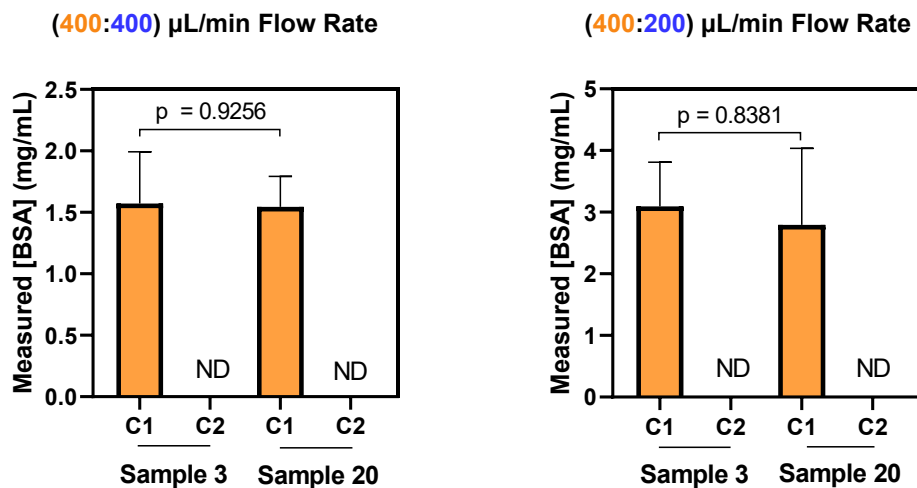 (400:400) µL/min Flow Rate
Measured [BSA] (mg/mL)
2.5
2.0
1.5
1.0
0.5
0.0
p = 0.9256
ND
ND
C1 C2 C1 C2
Sample 3 Sample 20
(400:200) µL/min Flow Rate
Measured [BSA] (mg/mL)
5
4
3
2
1
0
p = 0.8381
ND
ND
C1 C2 C1 C2
Sample 3 Sample 20